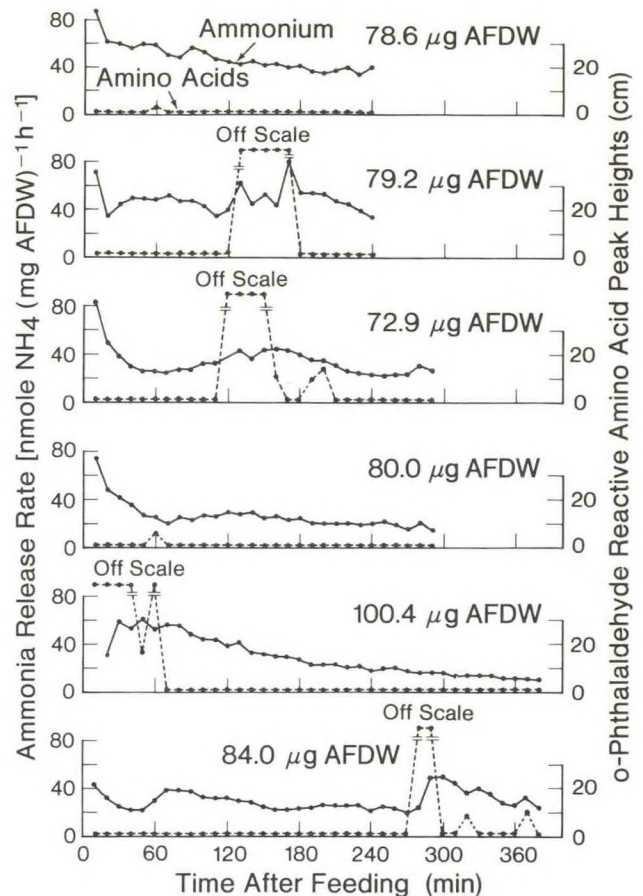 Ammonia Release Rate [nmole NH4 (mg AFDW)⁻¹h⁻¹]
o-Phthalaldehyde Reactive Amino Acid Peak Heights (cm)
80
40
0
Ammonium
Amino Acids
78.6 µg AFDW
20
0
80
40
0
Off Scale
79.2 µg AFDW
20
0
80
40
0
Off Scale
72.9 µg AFDW
20
0
80
40
0
80.0 µg AFDW
20
0
80
40
0
Off Scale
100.4 µg AFDW
20
0
80
40
0
84.0 µg AFDW
Off Scale
20
0
0 60 120 180 240 300 360
Time After Feeding (min)